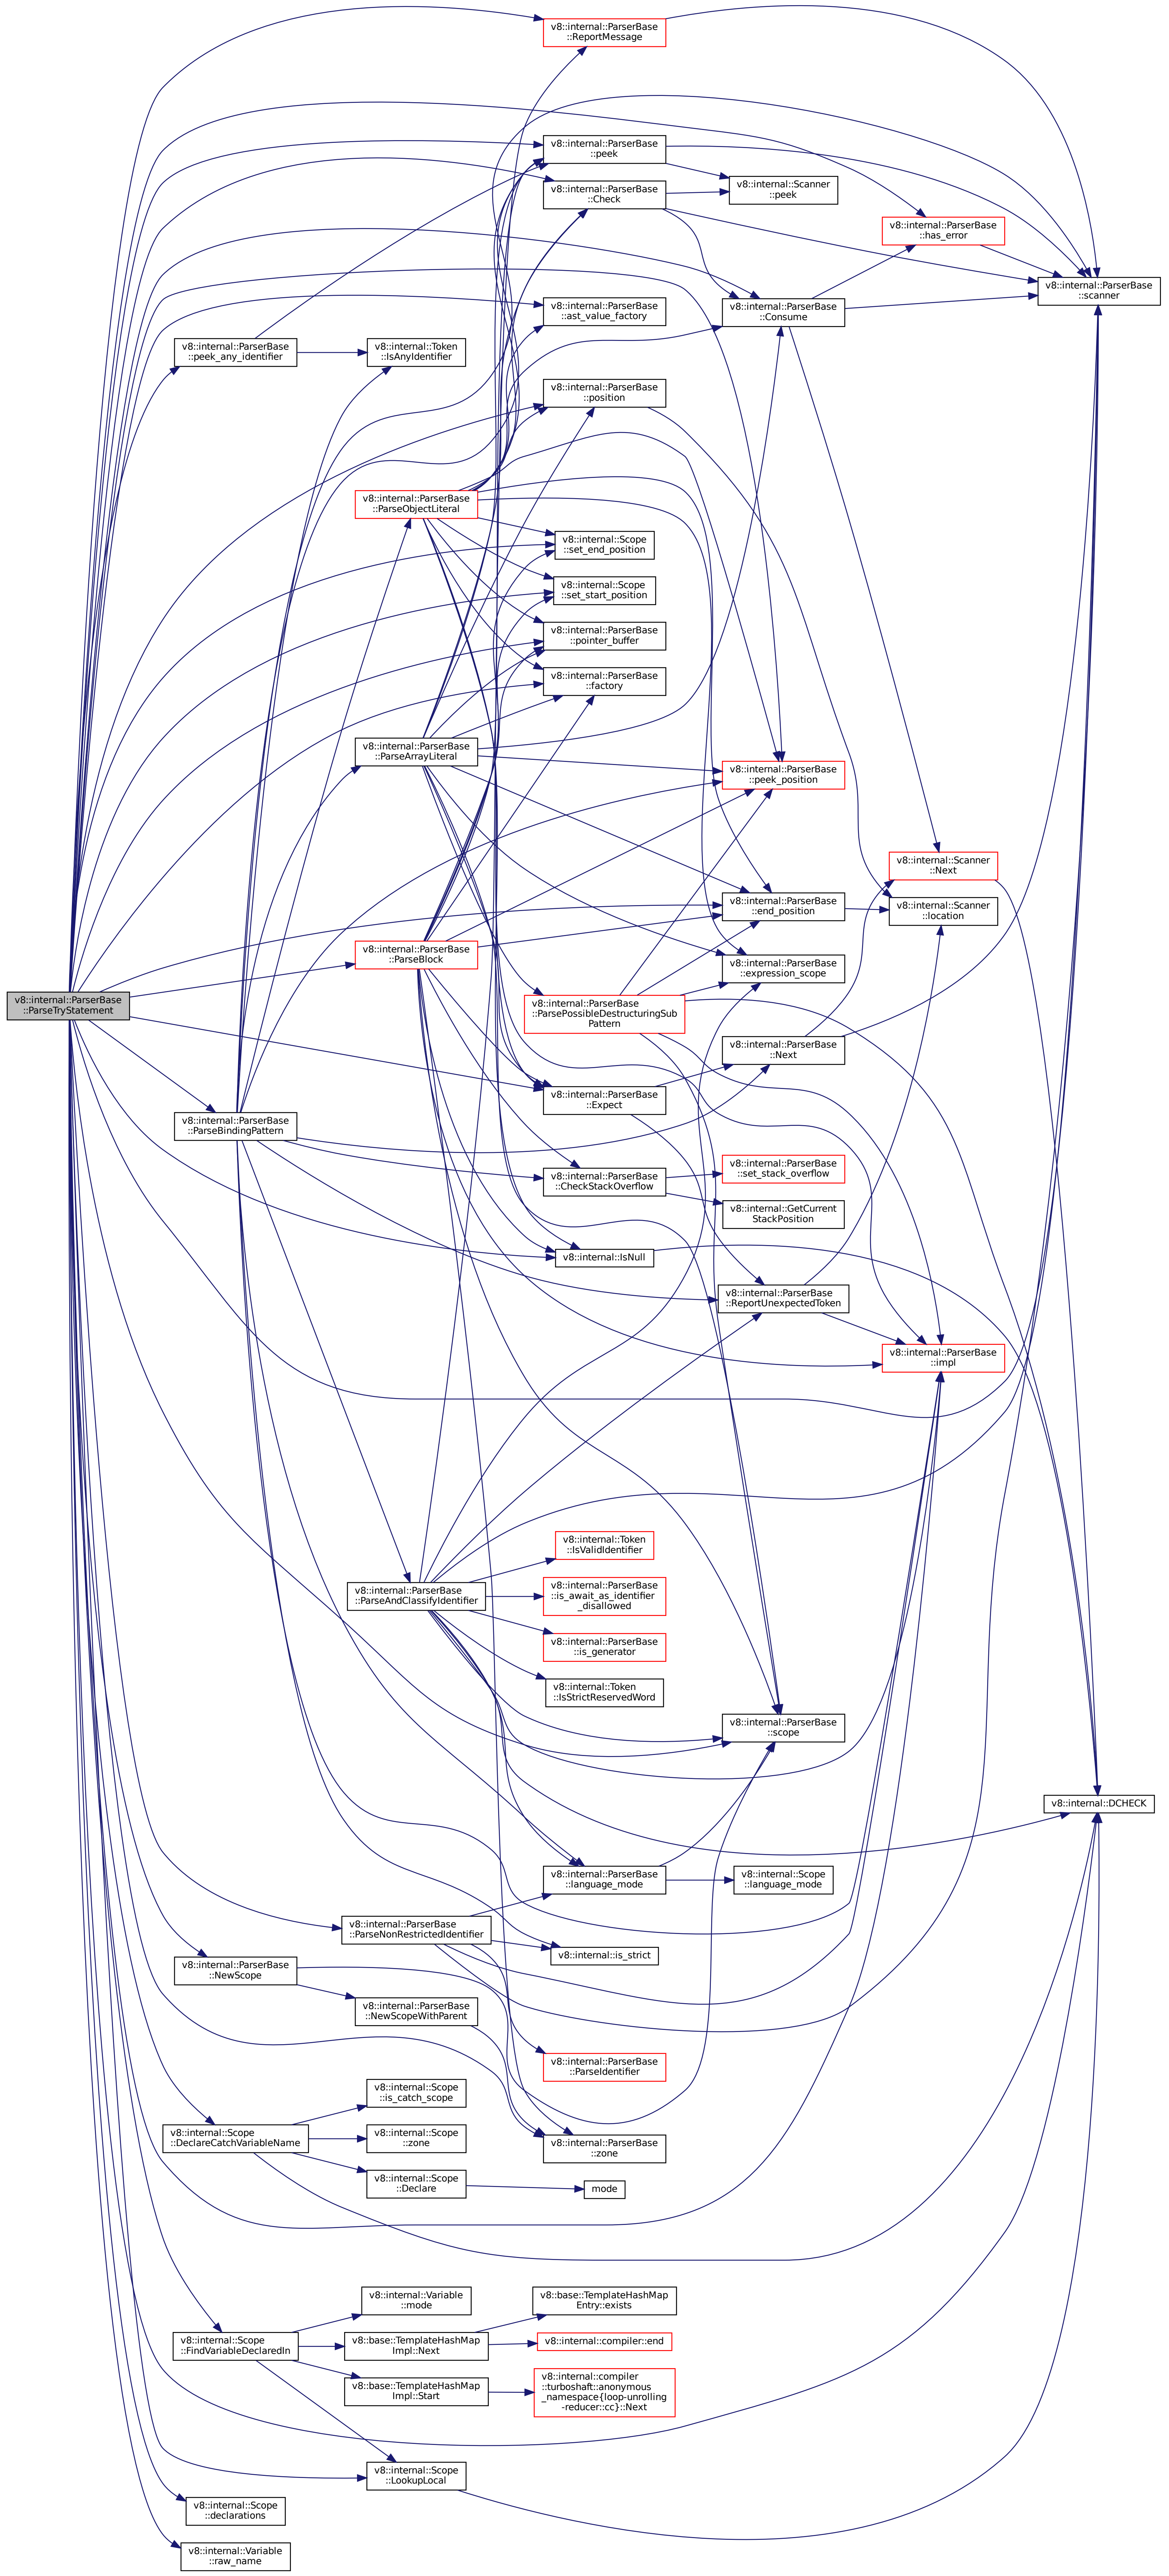 v8::internal::ParserBase
::ReportMessage
v8::internal::ParserBase
::peek
v8::internal::Scanner
::peek
v8::internal::ParserBase
::Check
v8::internal::ParserBase
::has_error
v8::internal::ParserBase
::scanner
v8::internal::ParserBase
::ast_value_factory
v8::internal::ParserBase
::Consume
v8::internal::ParserBase
::peek_any_identifier
v8::internal::Token
::IsAnyIdentifier
v8::internal::ParserBase
::position
v8::internal::ParserBase
::ParseObjectLiteral
v8::internal::Scope
::set_end_position
v8::internal::Scope
::set_start_position
v8::internal::ParserBase
::pointer_buffer
v8::internal::ParserBase
::factory
v8::internal::ParserBase
::ParseArrayLiteral
v8::internal::ParserBase
::peek_position
v8::internal::Scanner
::Next
v8::internal::ParserBase
::end_position
v8::internal::Scanner
::location
v8::internal::ParserBase
::ParseBlock
v8::internal::ParserBase
::expression_scope
v8::internal::ParserBase
::ParseTryStatement
v8::internal::ParserBase
::ParsePossibleDestructuringSub
Pattern
v8::internal::ParserBase
::Next
v8::internal::ParserBase
::Expect
v8::internal::ParserBase
::ParseBindingPattern
v8::internal::ParserBase
::CheckStackOverflow
v8::internal::ParserBase
::set_stack_overflow
v8::internal::GetCurrent
StackPosition
v8::internal::IsNull
v8::internal::ParserBase
::ReportUnexpectedToken
v8::internal::ParserBase
::impl
v8::internal::Token
::IsValidIdentifier
v8::internal::ParserBase
::ParseAndClassifyIdentifier
v8::internal::ParserBase
::is_await_as_identifier
_disallowed
v8::internal::ParserBase
::is_generator
v8::internal::Token
::IsStrictReservedWord
v8::internal::ParserBase
::scope
v8::internal::DCHECK
v8::internal::ParserBase
::language_mode
v8::internal::Scope
::language_mode
v8::internal::ParserBase
::ParseNonRestrictedIdentifier
v8::internal::is_strict
v8::internal::ParserBase
::NewScope
v8::internal::ParserBase
::NewScopeWithParent
v8::internal::ParserBase
::ParseIdentifier
v8::internal::Scope
::is_catch_scope
v8::internal::Scope
::DeclareCatchVariableName
v8::internal::Scope
::zone
v8::internal::ParserBase
::zone
v8::internal::Scope
::Declare
mode
v8::internal::Variable
::mode
v8::base::TemplateHashMap
Entry::exists
v8::internal::Scope
::FindVariableDeclaredIn
v8::base::TemplateHashMap
Impl::Next
v8::internal::compiler::end
v8::base::TemplateHashMap
Impl::Start
v8::internal::compiler
::turboshaft::anonymous
_namespace{loop-unrolling
-reducer::cc}::Next
v8::internal::Scope
::LookupLocal
v8::internal::Scope
::declarations
v8::internal::Variable
::raw_name